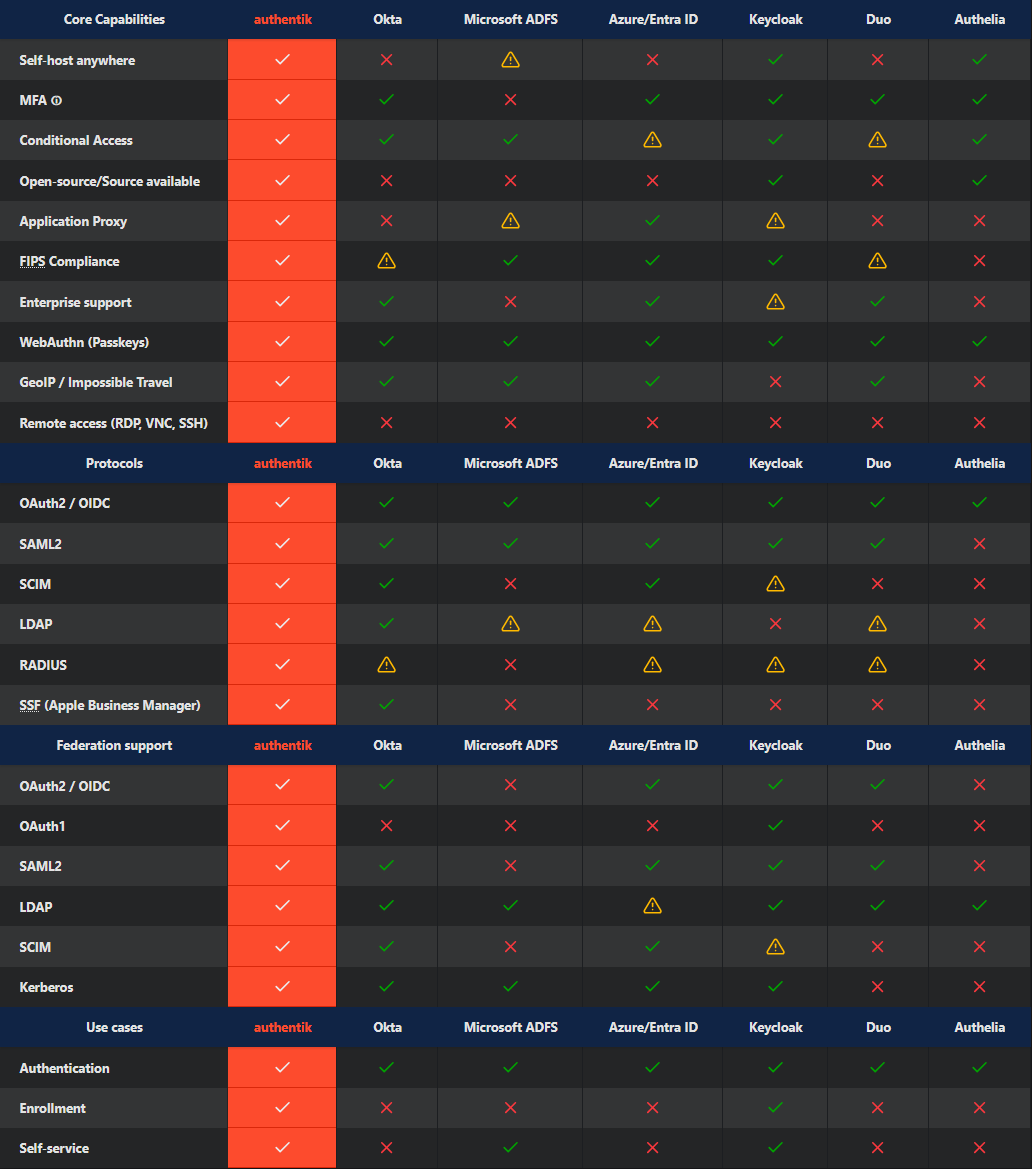 Core Capabilities authentik Okta Microsoft ADFS Azure/Entra ID Keycloak Duo Authelia
Self-host anywhere
MFA
Conditional Access
Open-source/Source available
Application Proxy
FIPS Compliance
Enterprise support
WebAuthn (Passkeys)
GeoIP / Impossible Travel
Remote access (RDP, VNC, SSH)
Protocols authentik Okta Microsoft ADFS Azure/Entra ID Keycloak Duo Authelia
OAuth2 / OIDC
SAML2
SCIM
LDAP
RADIUS
SSF (Apple Business Manager)
Federation support authentik Okta Microsoft ADFS Azure/Entra ID Keycloak Duo Authelia
OAuth2 / OIDC
OAuth1
SAML2
LDAP
SCIM
Kerberos
Use cases authentik Okta Microsoft ADFS Azure/Entra ID Keycloak Duo Authelia
Authentication
Enrollment
Self-service